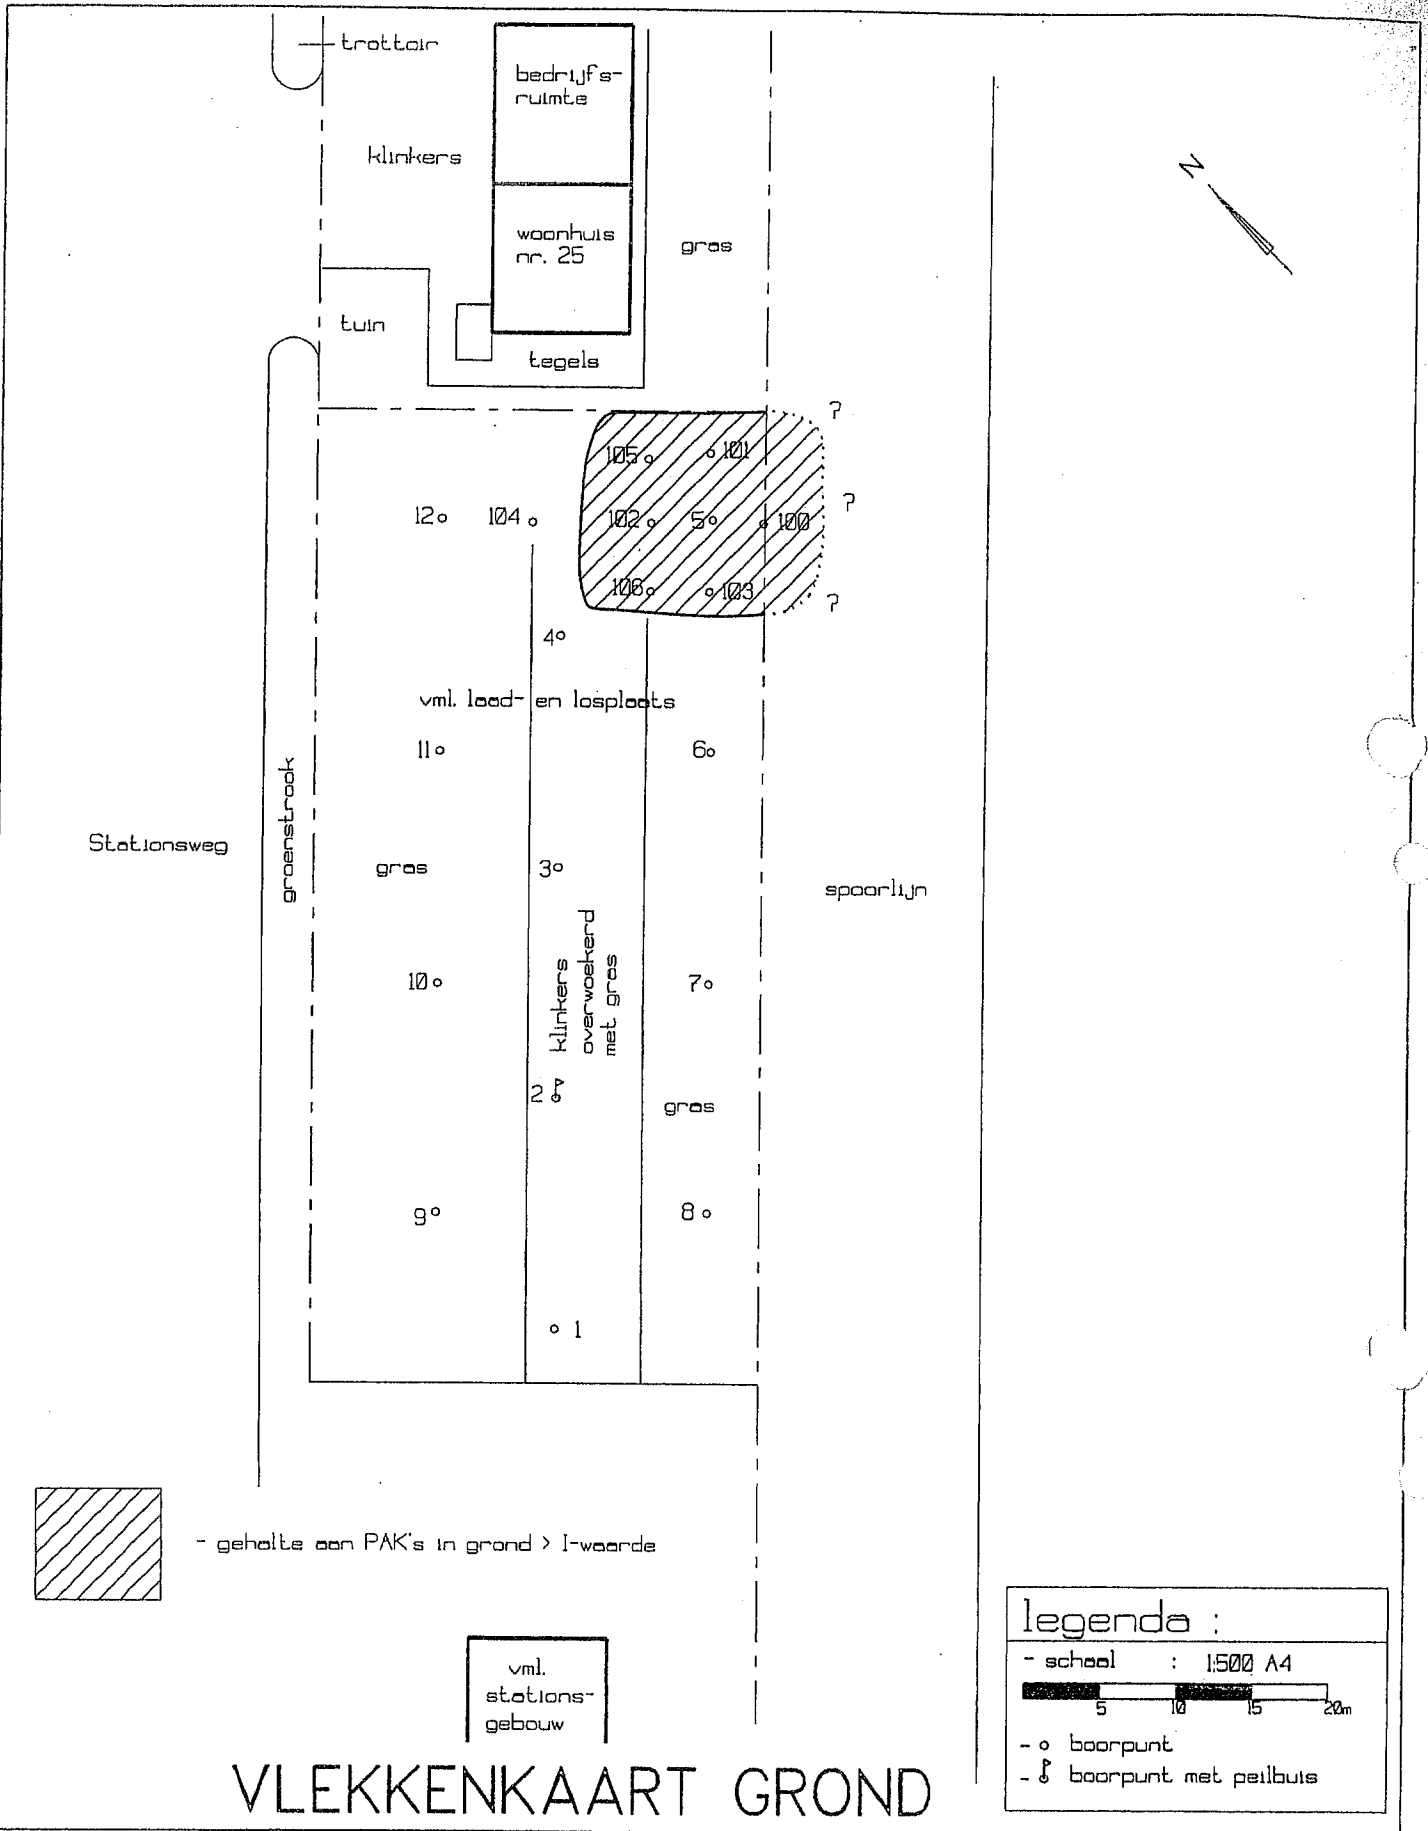 trottoir
bedrijfs-
ruimte
klinkers
N
woonhuis
nr. 25
gras
tuin
tegels
?
105
101
?
12
104
102
5
100
106
103
?
4
vml. laad- en losplaats
11
6
groenstrook
Stationsweg
gras
3
spoorlijn
klinkers
overwoekerd
met gras
10
7
2
gras
9
8
1
- gehalte aan PAK's in grond > I-waarde
vml.
stations-
gebouw
legenda :
- schaal : 1:500 A4
5 10 15 20m
- boorpunt
- boorpunt met peilbuis
VLEKKENKAART GROND